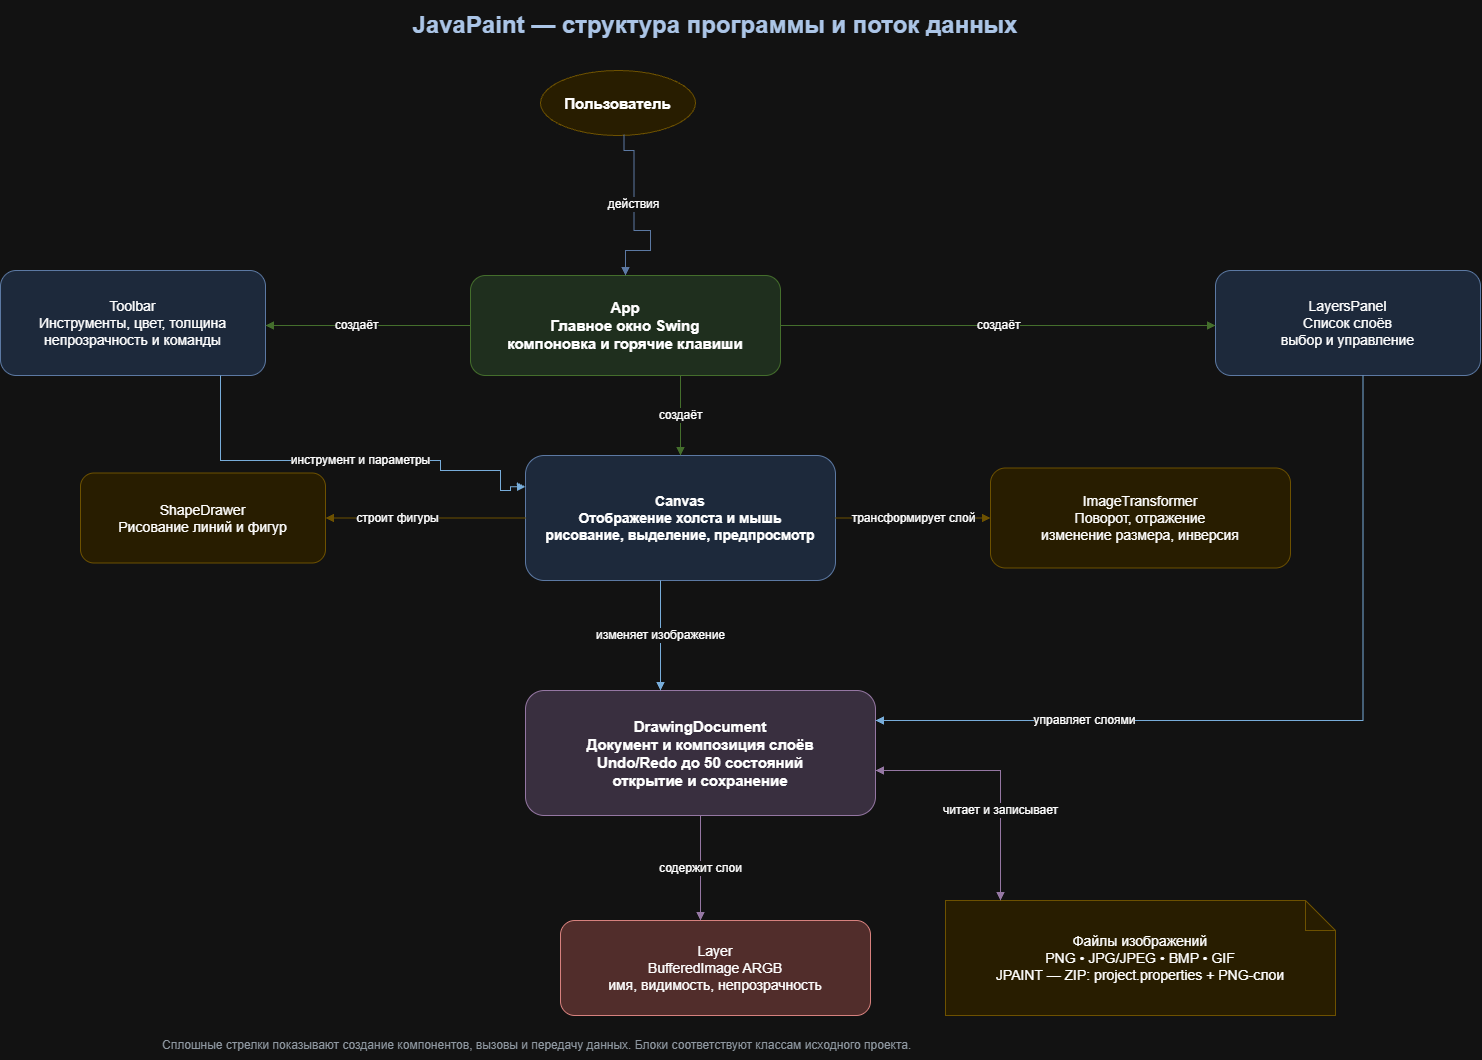 JavaPaint — структура программы и поток данных
Пользователь
действия
Toolbar
Инструменты, цвет, толщина
непрозрачность и команды
создаёт
App
Главное окно Swing
компоновка и горячие клавиши
создаёт
LayersPanel
Список слоёв
выбор и управление
создаёт
инструмент и параметры
ShapeDrawer
Рисование линий и фигур
строит фигуры
Canvas
Отображение холста и мышь
рисование, выделение, предпросмотр
трансформирует слой
ImageTransformer
Поворот, отражение
изменение размера, инверсия
изменяет изображение
DrawingDocument
Документ и композиция слоёв
Undo/Redo до 50 состояний
открытие и сохранение
управляет слоями
читает и записывает
содержит слои
Layer
BufferedImage ARGB
имя, видимость, непрозрачность
Файлы изображений
PNG • JPG/JPEG • BMP • GIF
JPAINT — ZIP: project.properties + PNG-слои
Сплошные стрелки показывают создание компонентов, вызовы и передачу данных. Блоки соответствуют классам исходного проекта.